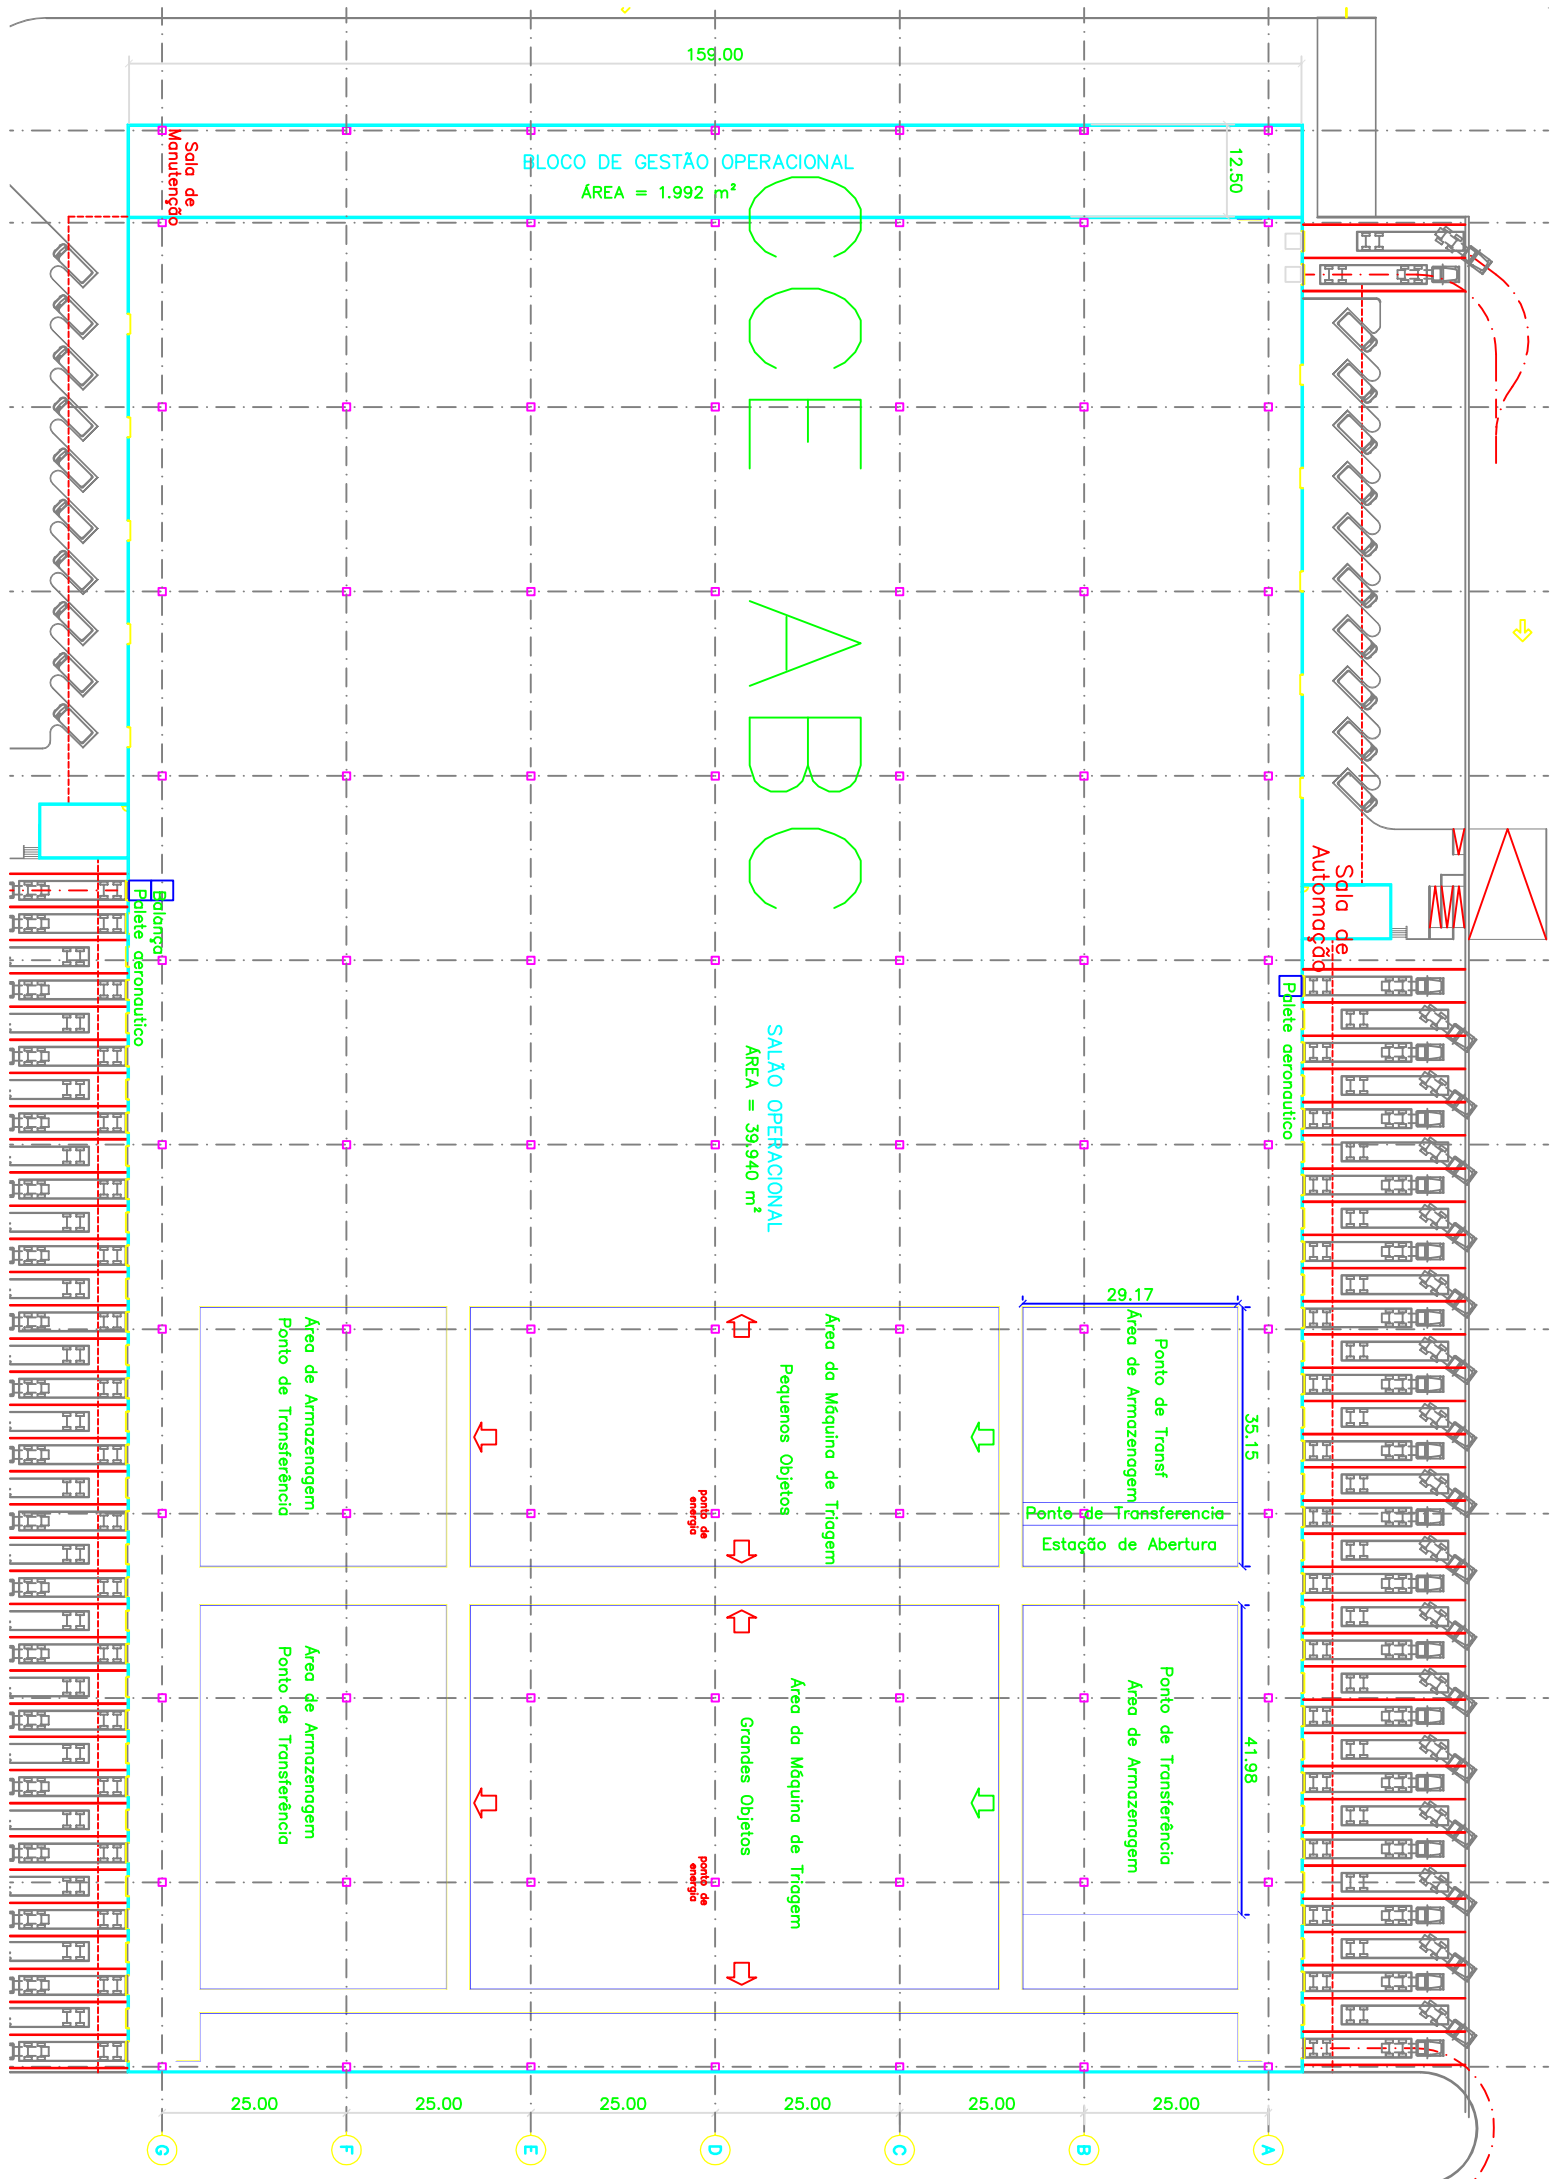 159.00
BLOCO DE GESTÃO OPERACIONAL
ÁREA = 1.992 m²
12.50
Sala de
Manutenção
CCE ABC
Sala de
Automação
Balança
Palete aeronautico
Palete aeronautico
SALÃO OPERACIONAL
ÁREA = 39.940 m²
29.17
35.15
Ponto de Transf
Área de Armazenagem
Ponto de Transferencia
Estação de Abertura
Área da Máquina de Triagem
Pequenos Objetos
ponto de
energia
Área de Armazenagem
Ponto de Transferência
41.98
Ponto de Transferência
Área de Armazenagem
Área da Máquina de Triagem
Grandes Objetos
ponto de
energia
Área de Armazenagem
Ponto de Transferência
25.00 25.00 25.00 25.00 25.00 25.00
G F E D C B A